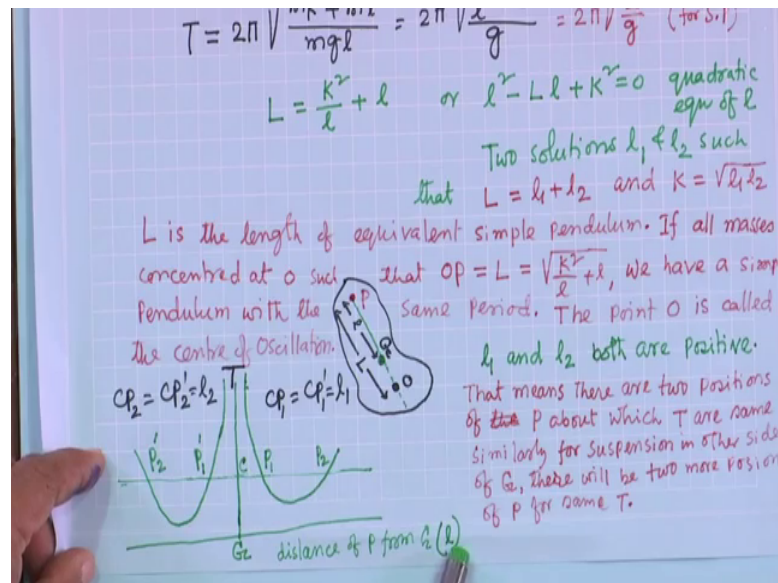 T = 2π√(mK² + ml²)/mgl = 2π√l/g = 2π√/g (for S.P)
L = K²/l + l or l² - Ll + K² = 0 quadratic
eqn of l
Two solutions l₁ & l₂ such
that L = l₁ + l₂ and K = √l₁l₂
L is the length of equivalent simple pendulum. If all masses
concentred at O such that OP = L = √K²/l + l, we have a simp
Pendulum with the same period. The point O is called
the centre of Oscillation.
P
l
L
G
O
l₁ and l₂ both are positive.
CP₂ = CP₂' = l₂ T CP₁ = CP₁' = l₁
That means there are two positions
of P about which T are same
Similarly for suspension in other side
of G, there will be two more Posion
of P for same T.
P₂' P₁' C P₁ P₂
G distance of P from G (l)